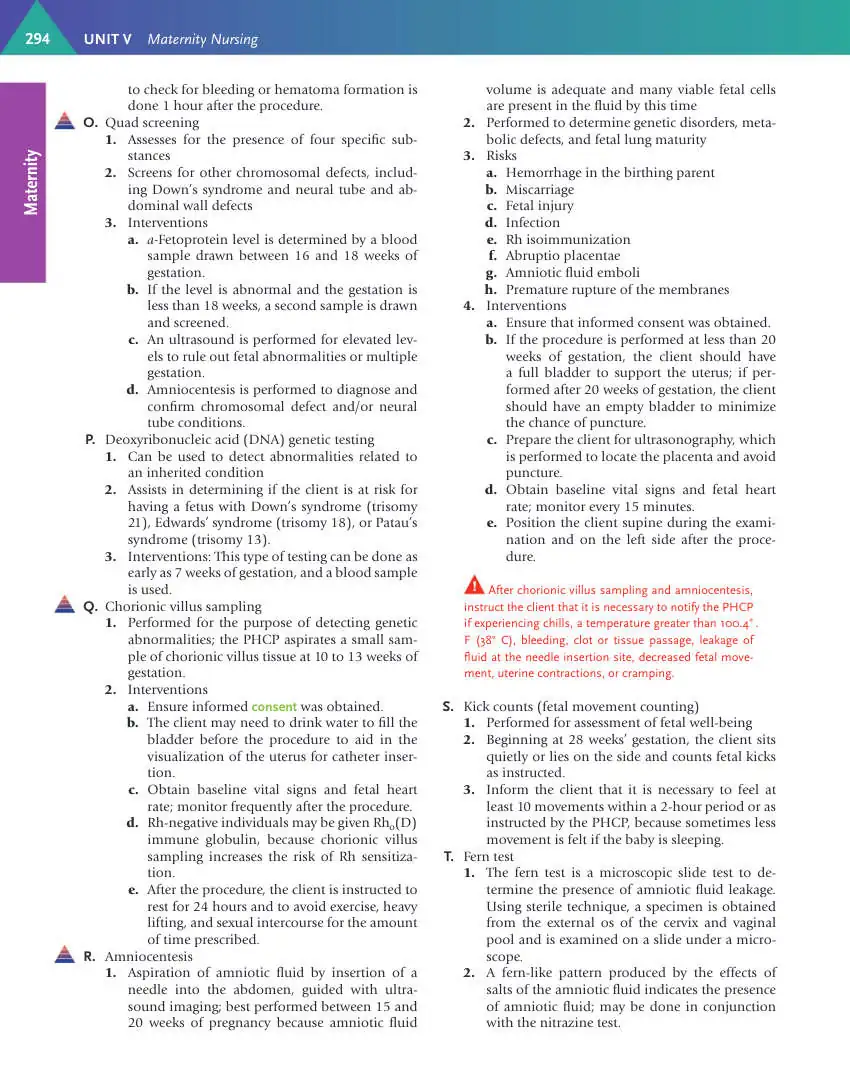 294 UNIT V Maternity Nursing
Maternity
to check for bleeding or hematoma formation is
done 1 hour after the procedure.
O. Quad screening
1. Assesses for the presence of four specific sub-
stances
2. Screens for other chromosomal defects, includ-
ing Down's syndrome and neural tube and ab-
dominal wall defects
3. Interventions
a. a-Fetoprotein level is determined by a blood
sample drawn between 16 and 18 weeks of
gestation.
b. If the level is abnormal and the gestation is
less than 18 weeks, a second sample is drawn
and screened.
c. An ultrasound is performed for elevated lev-
els to rule out fetal abnormalities or multiple
gestation.
d. Amniocentesis is performed to diagnose and
confirm chromosomal defect and/or neural
tube conditions.
P. Deoxyribonucleic acid (DNA) genetic testing
1. Can be used to detect abnormalities related to
an inherited condition
2. Assists in determining if the client is at risk for
having a fetus with Down's syndrome (trisomy
21), Edwards' syndrome (trisomy 18), or Patau's
syndrome (trisomy 13).
3. Interventions: This type of testing can be done as
early as 7 weeks of gestation, and a blood sample
is used.
Q. Chorionic villus sampling
1. Performed for the purpose of detecting genetic
abnormalities; the PHCP aspirates a small sam-
ple of chorionic villus tissue at 10 to 13 weeks of
gestation.
2. Interventions
a. Ensure informed consent was obtained.
b. The client may need to drink water to fill the
bladder before the procedure to aid in the
visualization of the uterus for catheter inser-
tion.
c. Obtain baseline vital signs and fetal heart
rate; monitor frequently after the procedure.
d. Rh-negative individuals may be given Rho(D)
immune globulin, because chorionic villus
sampling increases the risk of Rh sensitiza-
tion.
e. After the procedure, the client is instructed to
rest for 24 hours and to avoid exercise, heavy
lifting, and sexual intercourse for the amount
of time prescribed.
R. Amniocentesis
1. Aspiration of amniotic fluid by insertion of a
needle into the abdomen, guided with ultra-
sound imaging; best performed between 15 and
20 weeks of pregnancy because amniotic fluid
volume is adequate and many viable fetal cells
are present in the fluid by this time
2. Performed to determine genetic disorders, meta-
bolic defects, and fetal lung maturity
3. Risks
a. Hemorrhage in the birthing parent
b. Miscarriage
c. Fetal injury
d. Infection
e. Rh isoimmunization
f. Abruptio placentae
g. Amniotic fluid emboli
h. Premature rupture of the membranes
4. Interventions
a. Ensure that informed consent was obtained.
b. If the procedure is performed at less than 20
weeks of gestation, the client should have
a full bladder to support the uterus; if per-
formed after 20 weeks of gestation, the client
should have an empty bladder to minimize
the chance of puncture.
c. Prepare the client for ultrasonography, which
is performed to locate the placenta and avoid
puncture.
d. Obtain baseline vital signs and fetal heart
rate; monitor every 15 minutes.
e. Position the client supine during the exami-
nation and on the left side after the proce-
dure.
After chorionic villus sampling and amniocentesis,
instruct the client that it is necessary to notify the PHCP
if experiencing chills, a temperature greater than 100.4° .
F (38° C), bleeding, clot or tissue passage, leakage of
fluid at the needle insertion site, decreased fetal move-
ment, uterine contractions, or cramping.
S. Kick counts (fetal movement counting)
1. Performed for assessment of fetal well-being
2. Beginning at 28 weeks' gestation, the client sits
quietly or lies on the side and counts fetal kicks
as instructed.
3. Inform the client that it is necessary to feel at
least 10 movements within a 2-hour period or as
instructed by the PHCP, because sometimes less
movement is felt if the baby is sleeping.
T. Fern test
1. The fern test is a microscopic slide test to de-
termine the presence of amniotic fluid leakage.
Using sterile technique, a specimen is obtained
from the external os of the cervix and vaginal
pool and is examined on a slide under a micro-
scope.
2. A fern-like pattern produced by the effects of
salts of the amniotic fluid indicates the presence
of amniotic fluid; may be done in conjunction
with the nitrazine test.